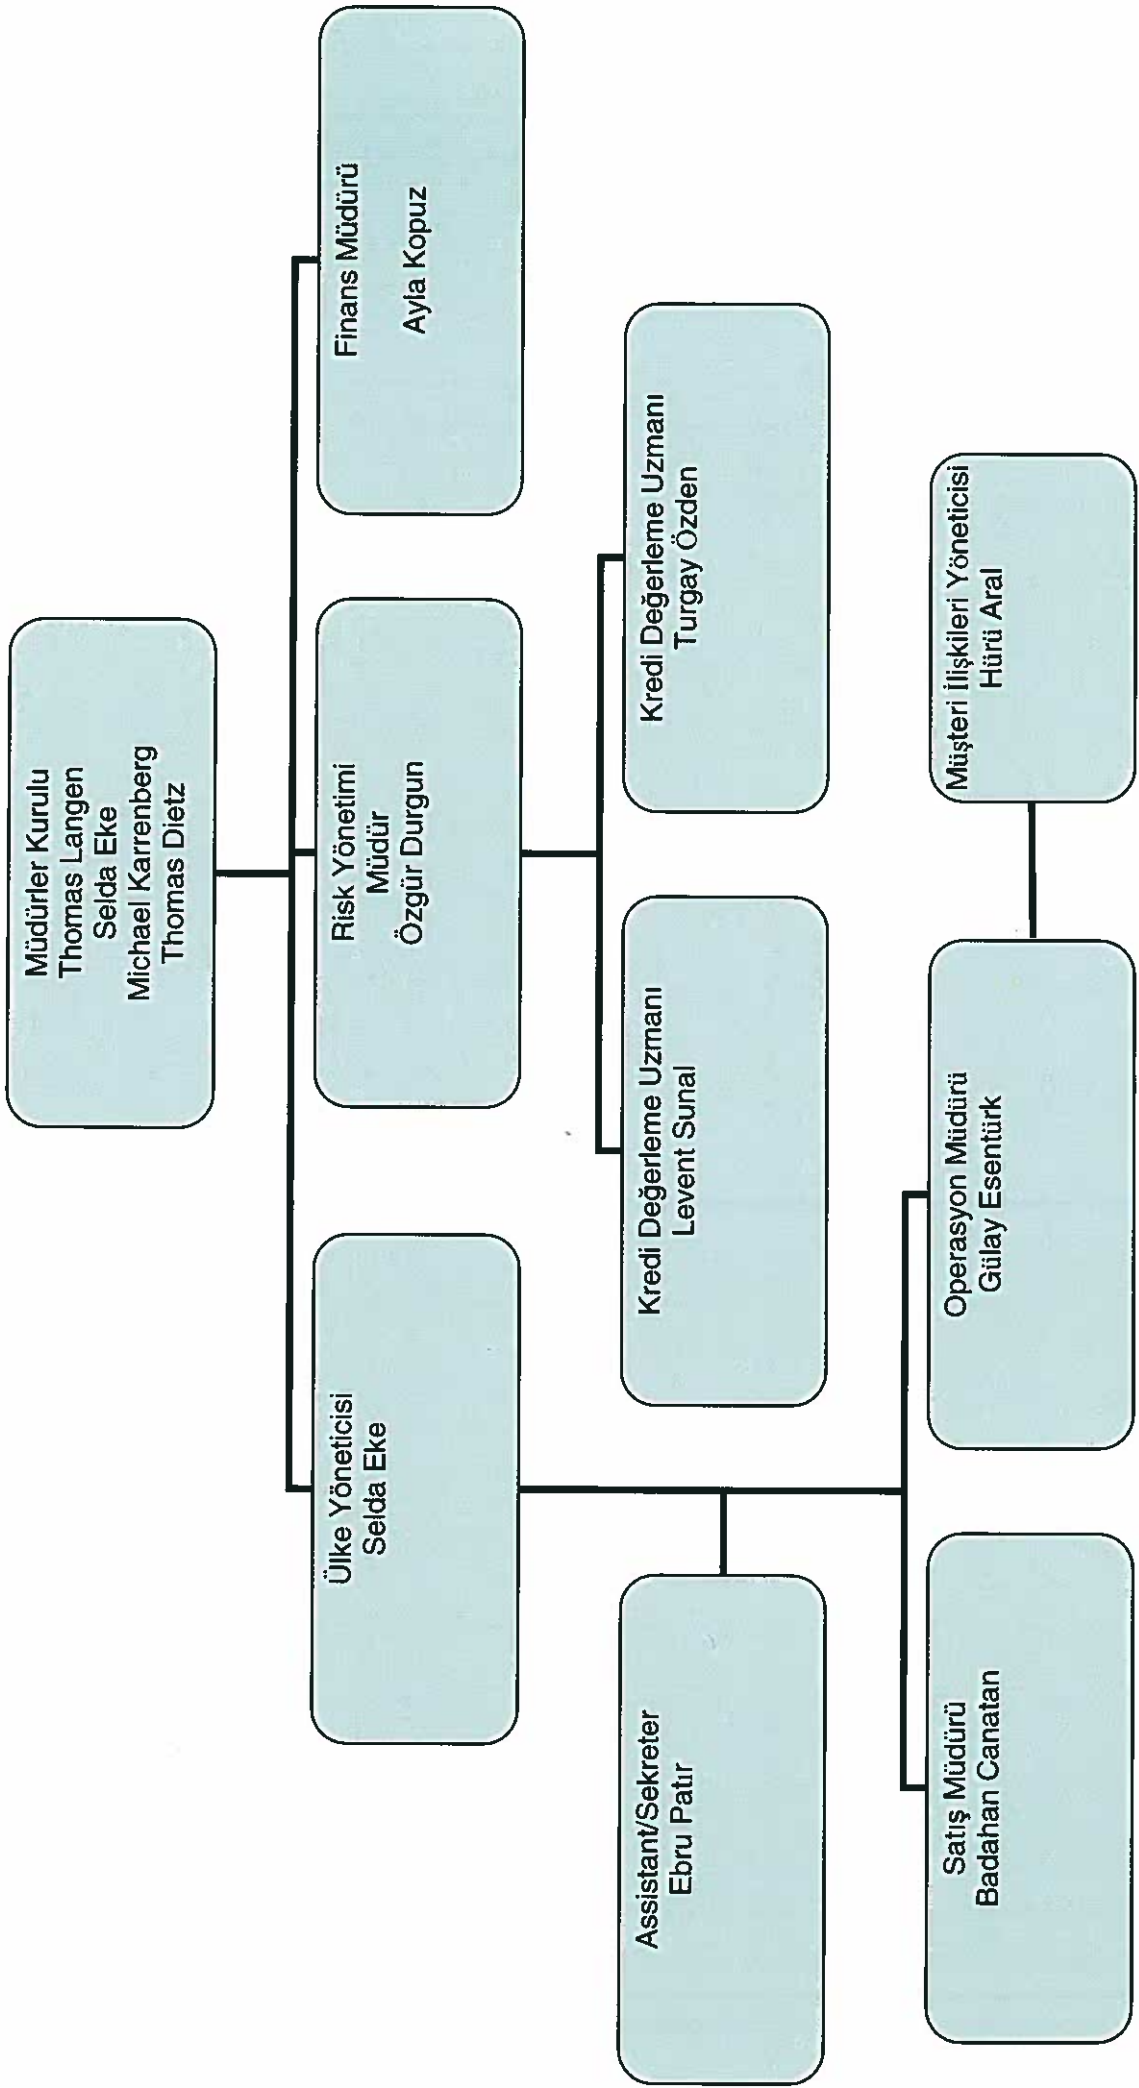 Müdürler Kurulu
Thomas Langen
Selda Eke
Michael Karrenberg
Thomas Dietz
Ülke Yöneticisi
Selda Eke
Risk Yönetimi
Müdür
Özgür Durgun
Finans Müdürü
Ayla Kopuz
Assistant/Sekreter
Ebru Patır
Kredi Değerleme Uzmanı
Levent Sunal
Kredi Değerleme Uzmanı
Turgay Özden
Satış Müdürü
Badahan Canatan
Operasyon Müdürü
Gülay Esentürk
Müşteri İlişkileri Yöneticisi
Hürü Aral